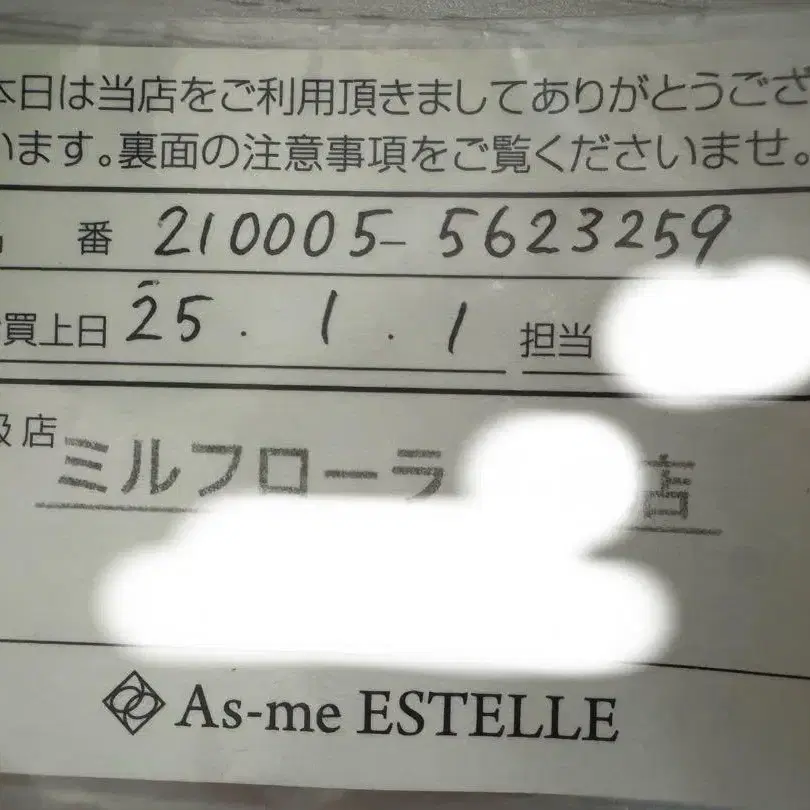 本日は当店をご利用頂きましてありがとうござ
います。裏面の注意事項をご覧くださいませ。
番 210005-5623259
買上日 25.1.1 担当
扱店
ミルフローラ 店
As-me ESTELLE